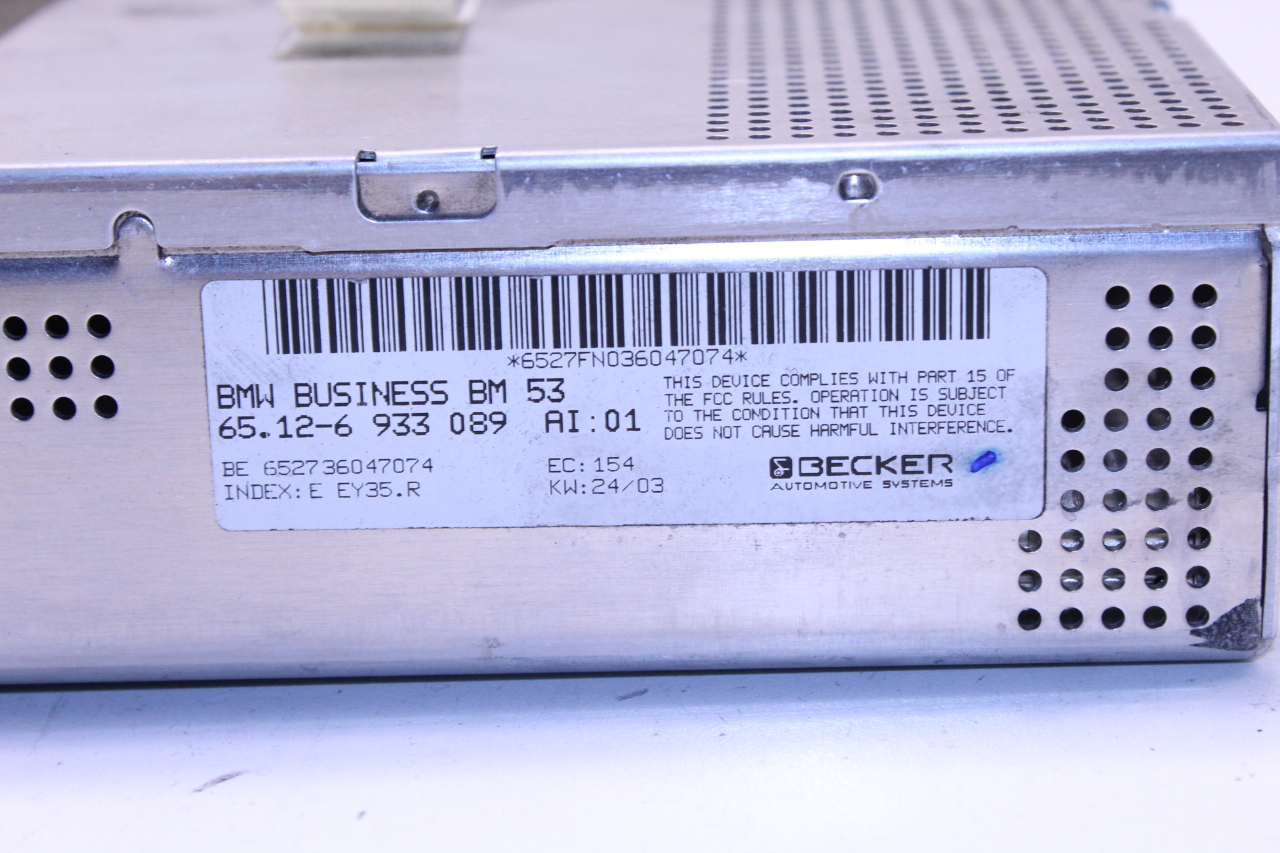 *6527FN036047074*
BMW BUSINESS BM 53
65.12-6 933 089 AI:01
THIS DEVICE COMPLIES WITH PART 15 OF
THE FCC RULES. OPERATION IS SUBJECT
TO THE CONDITION THAT THIS DEVICE
DOES NOT CAUSE HARMFUL INTERFERENCE.
BE 652736047074
INDEX:E EY35.R
EC:154
KW:24/03
BECKER
AUTOMOTIVE SYSTEMS